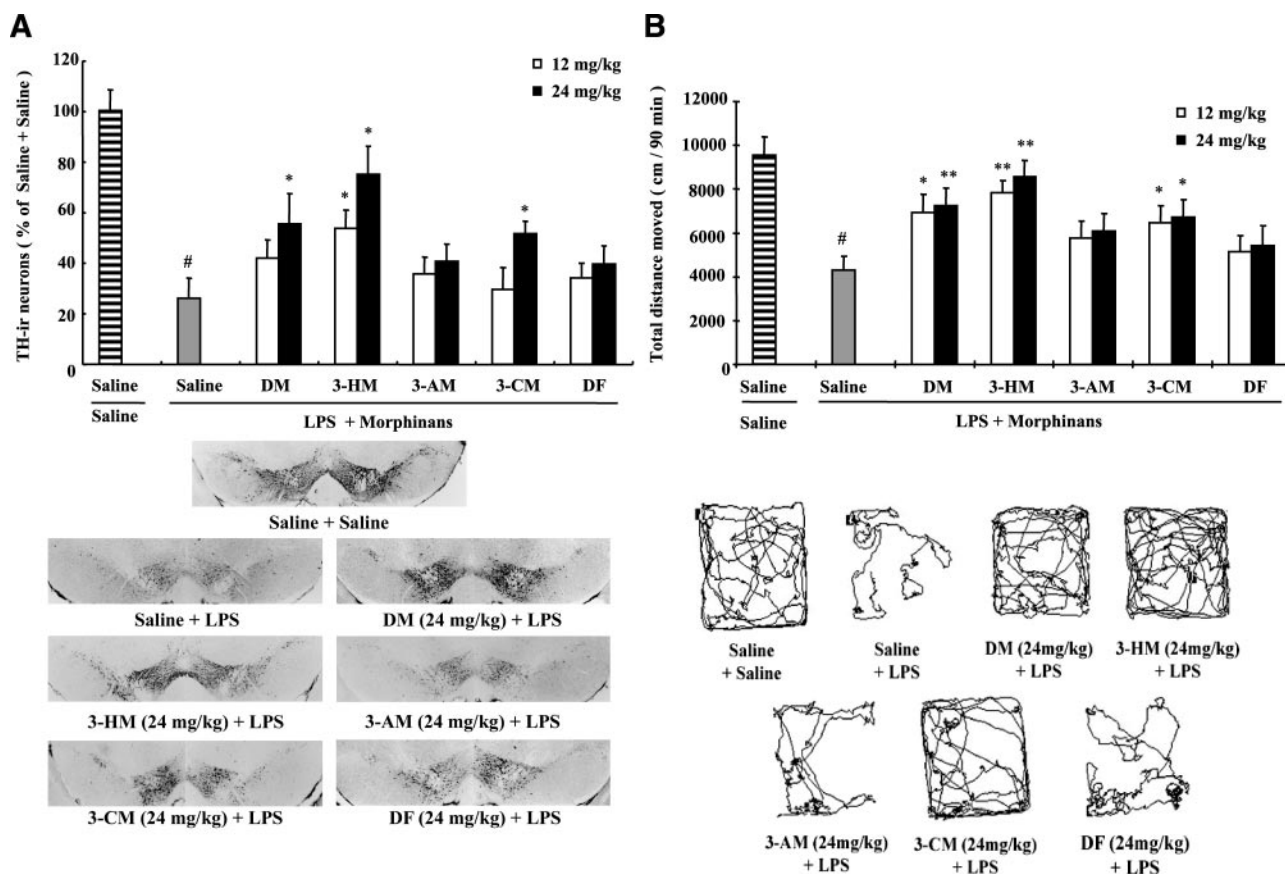 A
TH-ir neurons ( % of Saline + Saline )
120
100
80
60
40
20
0
12 mg/kg
24 mg/kg
#
*
*
*
*
Saline Saline DM 3-HM 3-AM 3-CM DF
Saline
LPS + Morphinans
Saline + Saline
Saline + LPS
DM (24 mg/kg) + LPS
3-HM (24 mg/kg) + LPS
3-AM (24 mg/kg) + LPS
3-CM (24 mg/kg) + LPS
DF (24 mg/kg) + LPS
B
Total distance moved ( cm / 90 min )
12000
10000
8000
6000
4000
2000
0
12 mg/kg
24 mg/kg
#
*
**
**
**
*
*
Saline Saline DM 3-HM 3-AM 3-CM DF
Saline
LPS + Morphinans
Saline
+ Saline
Saline
+ LPS
DM (24mg/kg)
+ LPS
3-HM (24mg/kg)
+ LPS
3-AM (24mg/kg)
+ LPS
3-CM (24mg/kg)
+ LPS
DF (24mg/kg)
+ LPS